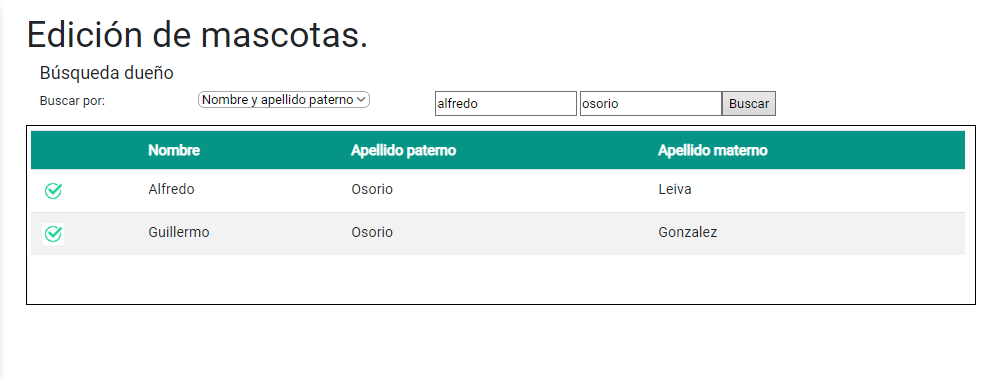 Edición de mascotas.
Búsqueda dueño
Buscar por: Nombre y apellido paterno alfredo osorio Buscar
Nombre Apellido paterno Apellido materno
Alfredo Osorio Leiva
Guillermo Osorio Gonzalez